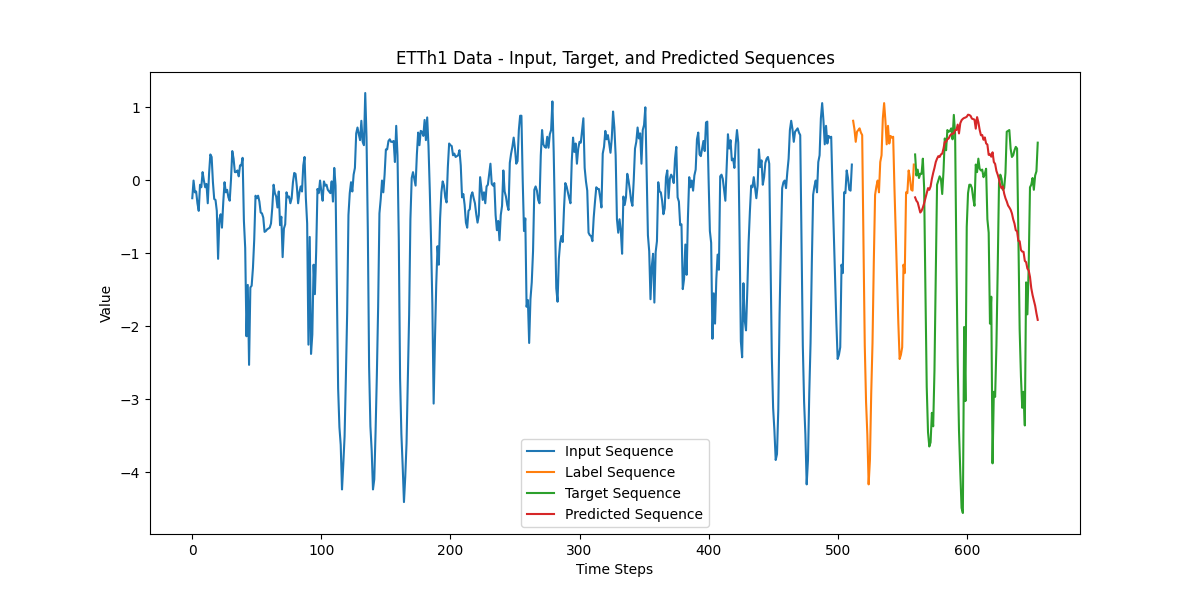 ETTh1 Data - Input, Target, and Predicted Sequences
Value
1
0
−1
−2
−3
−4
Input Sequence
Label Sequence
Target Sequence
Predicted Sequence
0 100 200 300 400 500 600
Time Steps